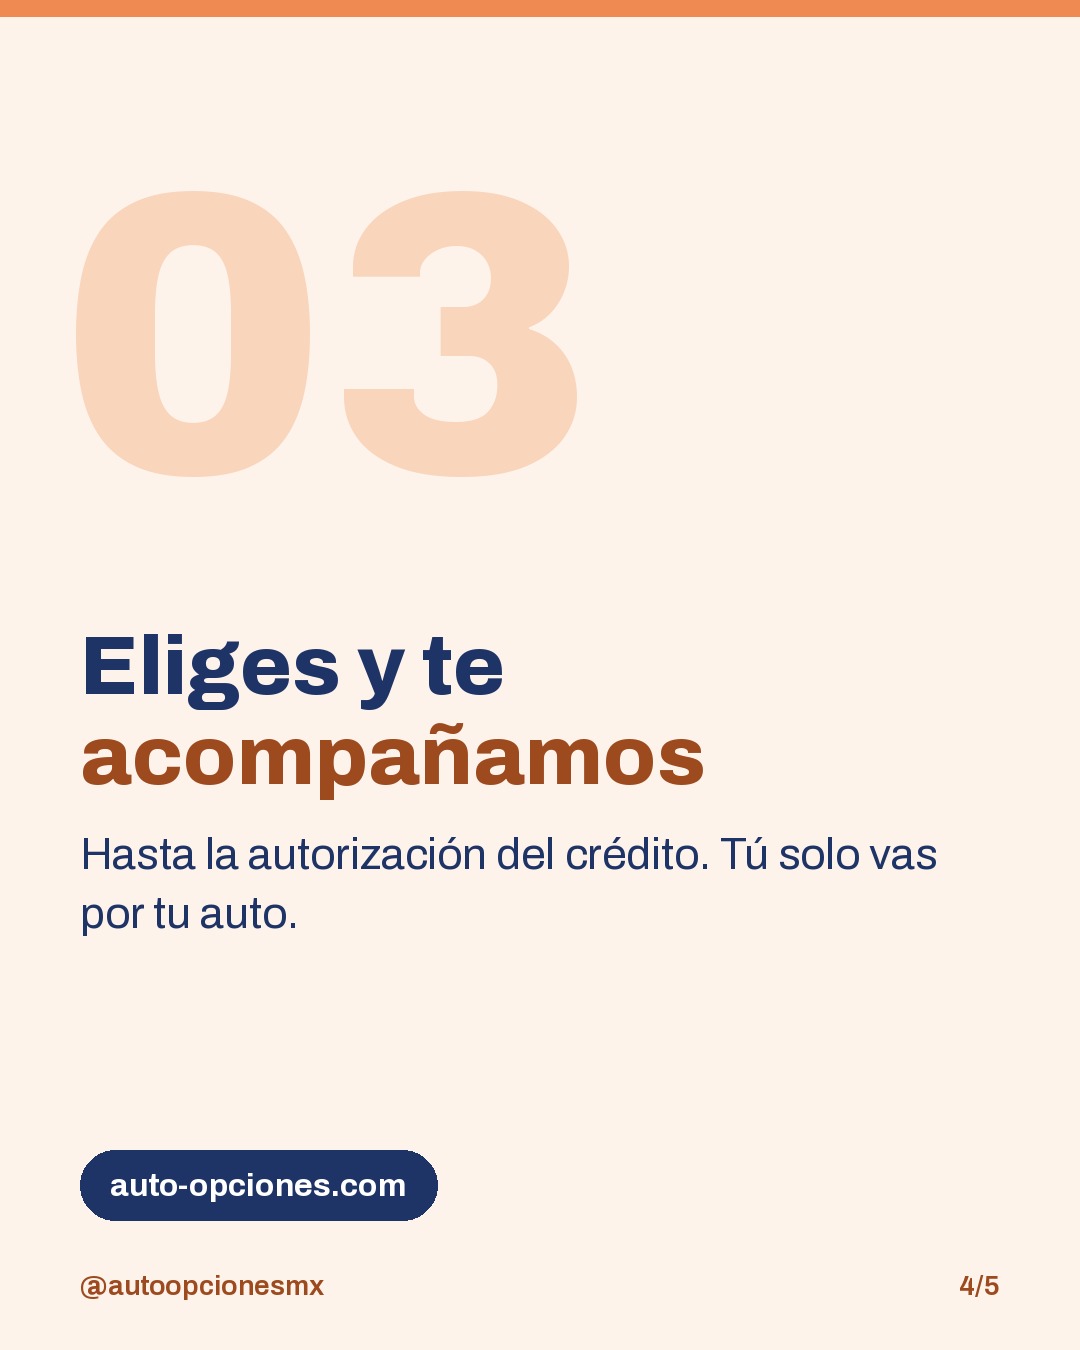 03
Eliges y te
acompañamos
Hasta la autorización del crédito. Tú solo vas
por tu auto.
auto-opciones.com
@autoopcionesmx
4/5